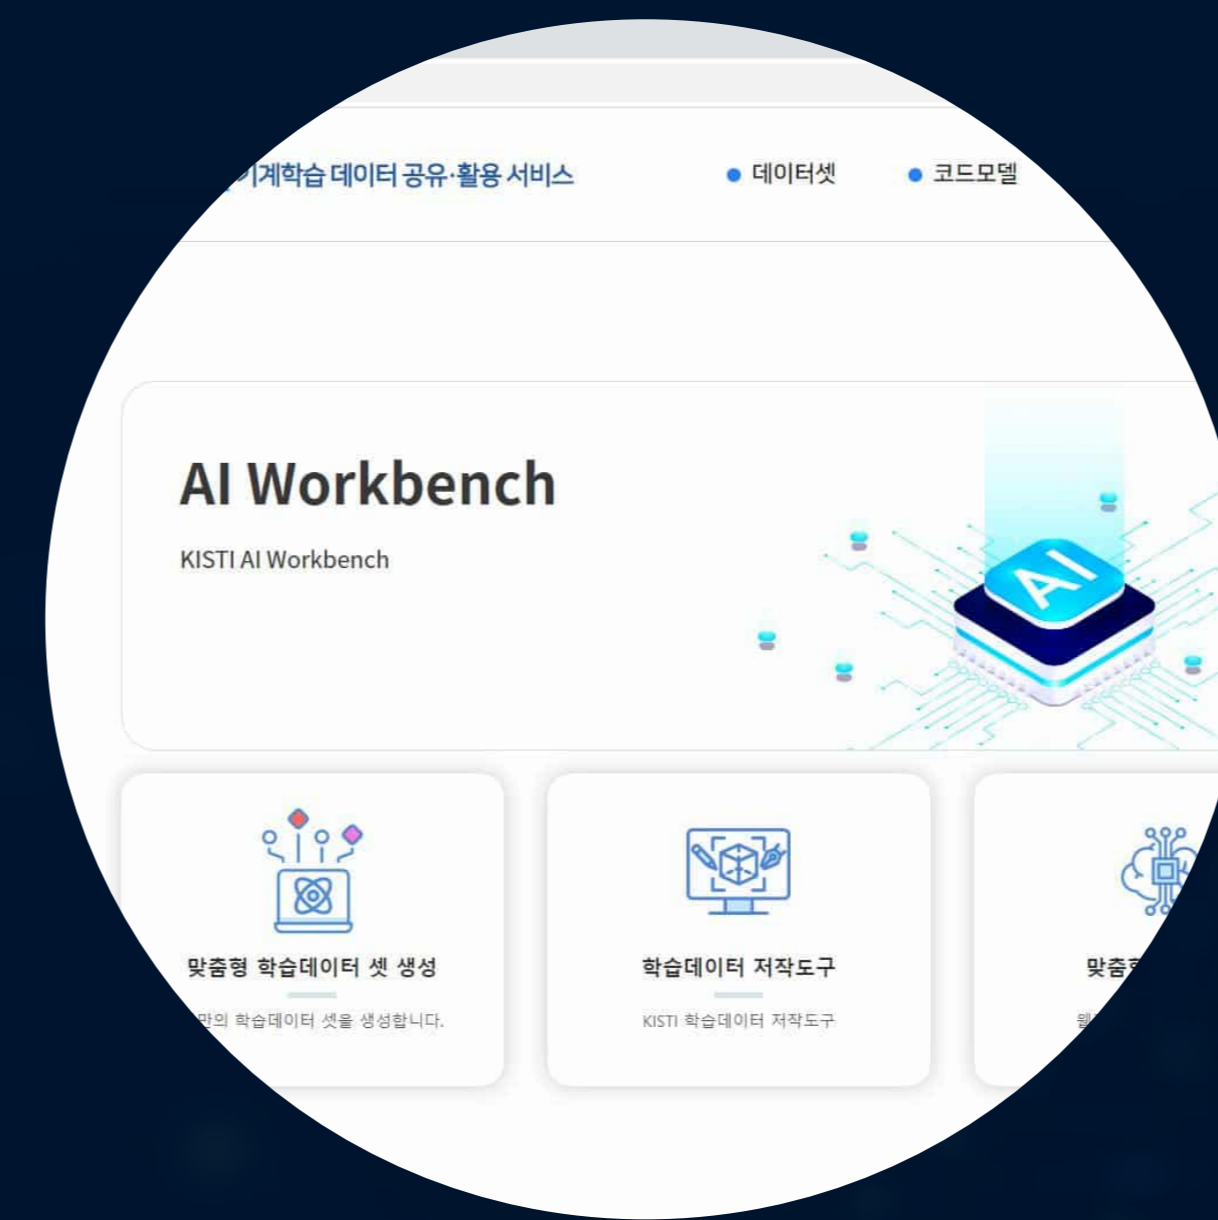 기계학습 데이터 공유·활용 서비스
데이터셋
코드모델
AI Workbench
KISTI AI Workbench
AI
맞춤형 학습데이터 셋 생성
만의 학습데이터 셋을 생성합니다.
학습데이터 저작도구
KISTI 학습데이터 저작도구
맞춤